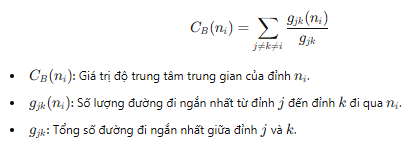 C_B(n_i) = \sum_{j \neq k \neq i} \frac{g_{jk}(n_i)}{g_{jk}}
• C_B(n_i): Giá trị độ trung tâm trung gian của đỉnh n_i.
• g_{jk}(n_i): Số lượng đường đi ngắn nhất từ đỉnh j đến đỉnh k đi qua n_i.
• g_{jk}: Tổng số đường đi ngắn nhất giữa đỉnh j và k.